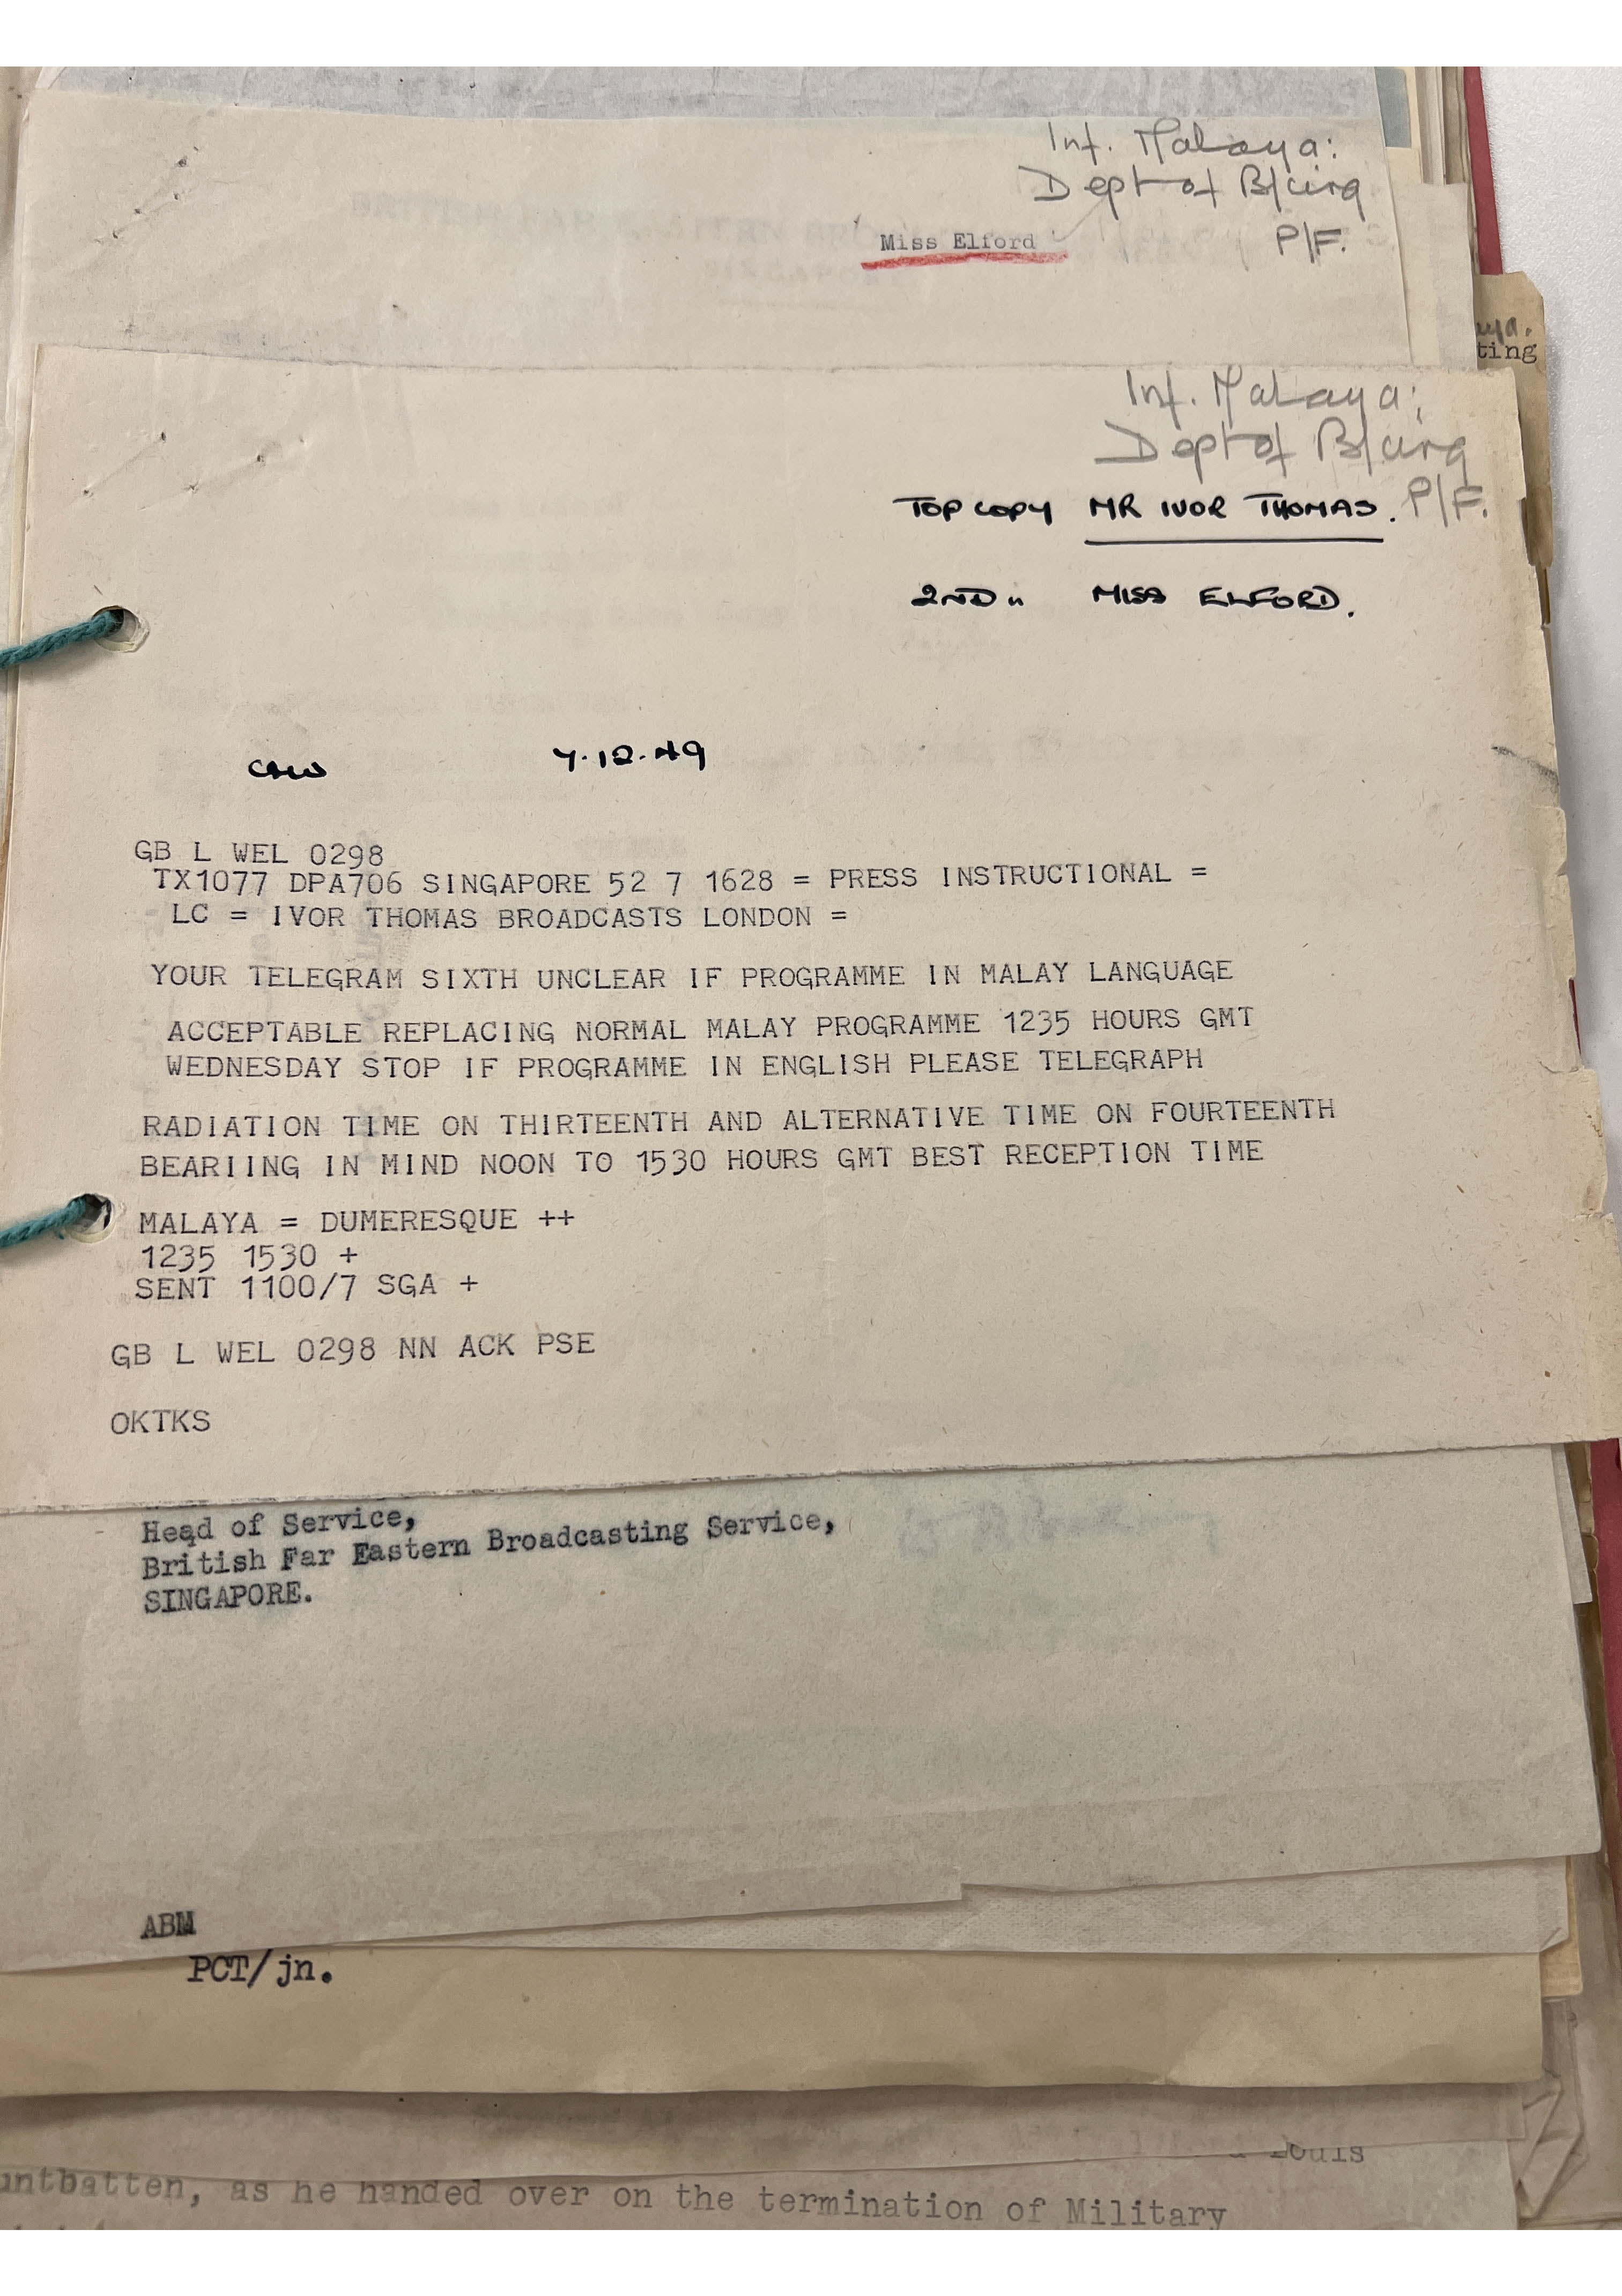 Inf. Malaya:
Dept of B/cing
P/F.
Miss Elford
ting
Inf. Malaya:
Dept of B/cing
P/F.
TOP COPY MR IVOR THOMAS.
2ND " MISS ELFORD.
7.12.49
GB L WEL 0298
TX1077 DPA706 SINGAPORE 52 7 1628 = PRESS INSTRUCTIONAL =
LC = IVOR THOMAS BROADCASTS LONDON =
YOUR TELEGRAM SIXTH UNCLEAR IF PROGRAMME IN MALAY LANGUAGE
ACCEPTABLE REPLACING NORMAL MALAY PROGRAMME 1235 HOURS GMT
WEDNESDAY STOP IF PROGRAMME IN ENGLISH PLEASE TELEGRAPH
RADIATION TIME ON THIRTEENTH AND ALTERNATIVE TIME ON FOURTEENTH
BEARIING IN MIND NOON TO 1530 HOURS GMT BEST RECEPTION TIME
MALAYA = DUMERESQUE ++
1235 1530 +
SENT 1100/7 SGA +
GB L WEL 0298 NN ACK PSE
OKTKS
Head of Service,
British Far Eastern Broadcasting Service,
SINGAPORE.
ABM
PCT/jn.
Louis
untbatten, as he handed over on the termination of Military